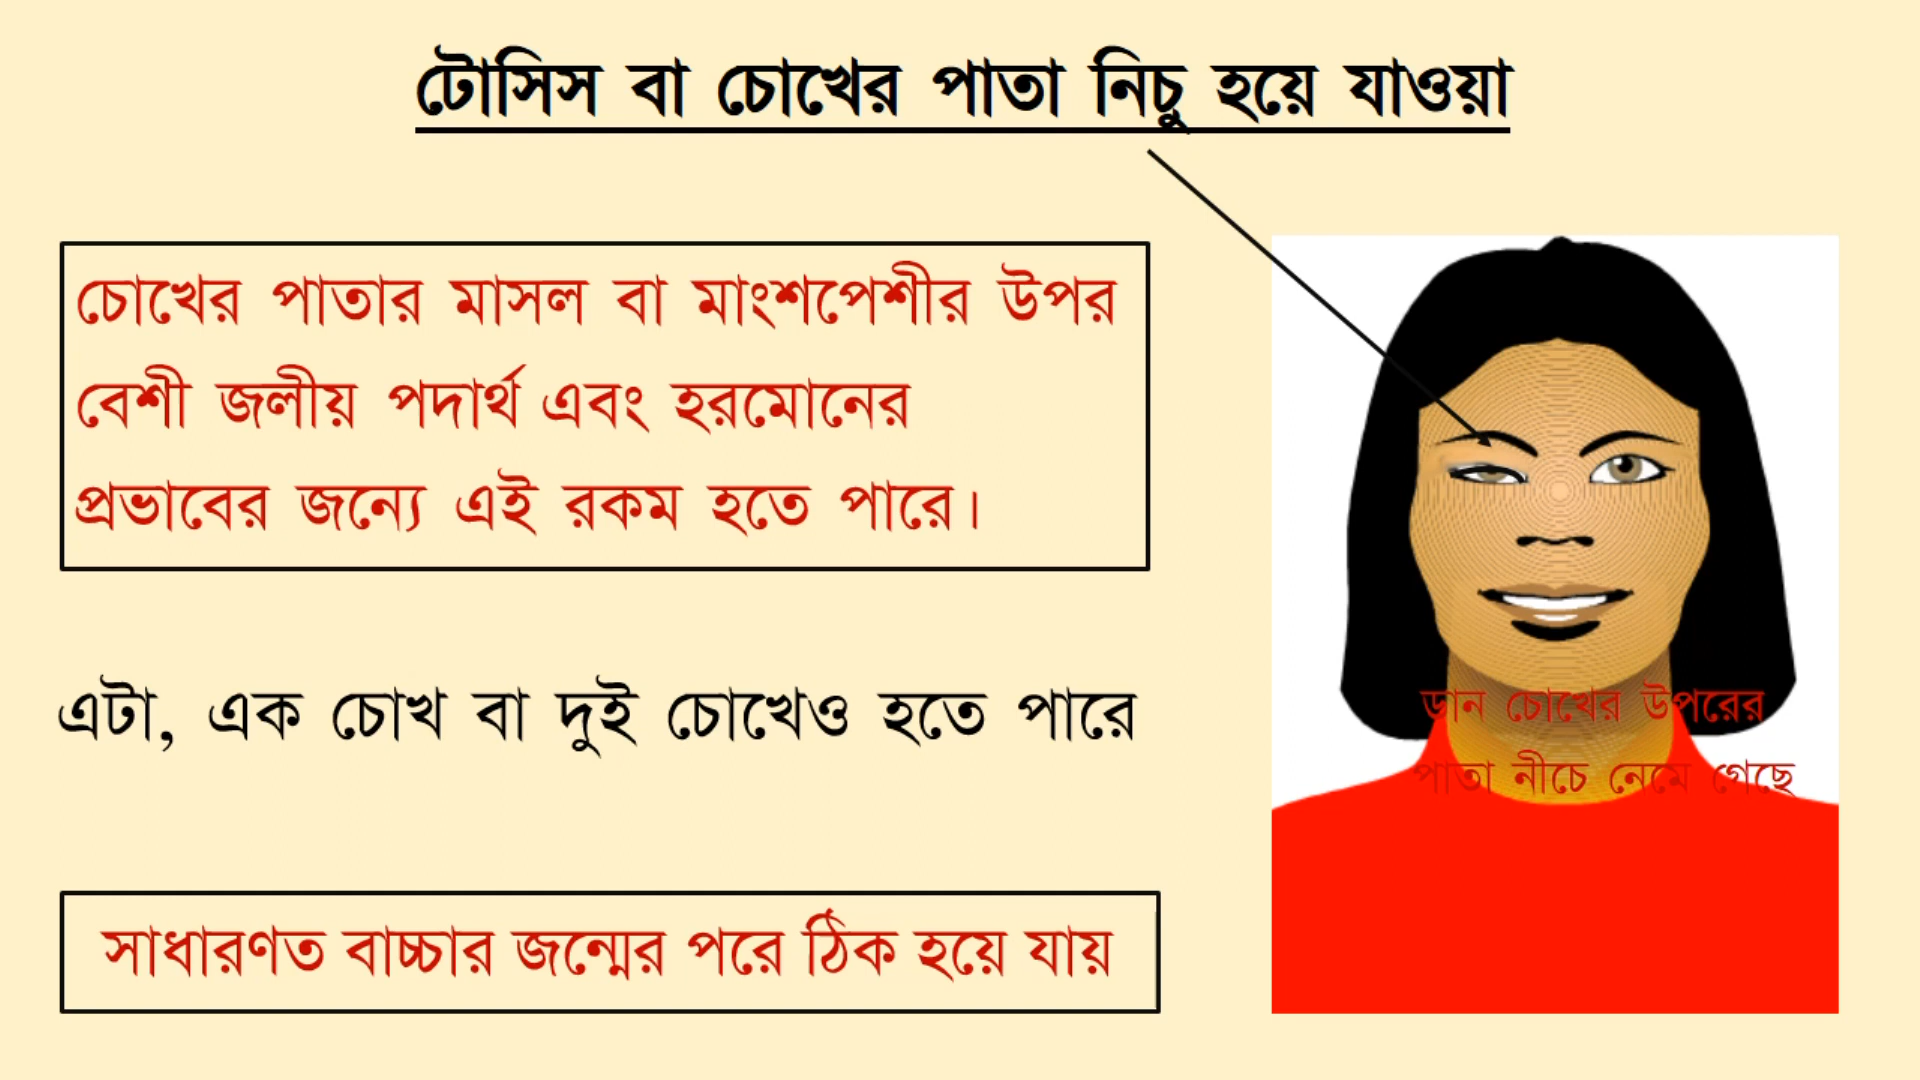 টোসিস বা চোখের পাতা নিচু হয়ে যাওয়া
চোখের পাতার মাসল বা মাংশপেশীর উপর
বেশী জলীয় পদার্থ এবং হরমোনের
প্রভাবের জন্যে এই রকম হতে পারে।
এটা, এক চোখ বা দুই চোখেও হতে পারে
সাধারণত বাচ্চার জন্মের পরে ঠিক হয়ে যায়
ডান চোখের উপরের
পাতা নীচে নেমে গেছে